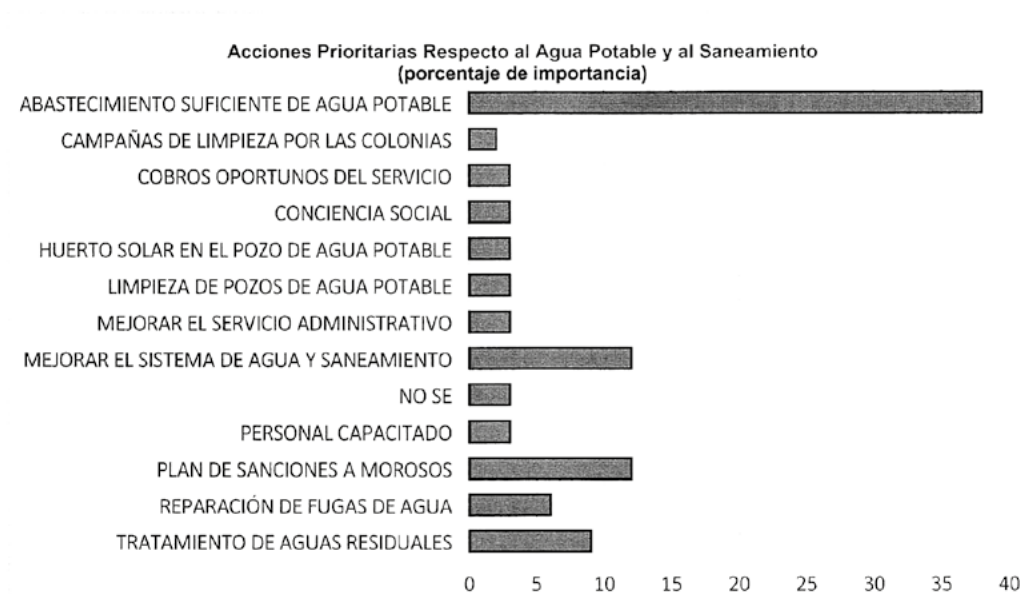 Acciones Prioritarias Respecto al Agua Potable y al Saneamiento
(porcentaje de importancia)
ABASTECIMIENTO SUFICIENTE DE AGUA POTABLE
CAMPAÑAS DE LIMPIEZA POR LAS COLONIAS
COBROS OPORTUNOS DEL SERVICIO
CONCIENCIA SOCIAL
HUERTO SOLAR EN EL POZO DE AGUA POTABLE
LIMPIEZA DE POZOS DE AGUA POTABLE
MEJORAR EL SERVICIO ADMINISTRATIVO
MEJORAR EL SISTEMA DE AGUA Y SANEAMIENTO
NO SE
PERSONAL CAPACITADO
PLAN DE SANCIONES A MOROSOS
REPARACIÓN DE FUGAS DE AGUA
TRATAMIENTO DE AGUAS RESIDUALES
0 5 10 15 20 25 30 35 40